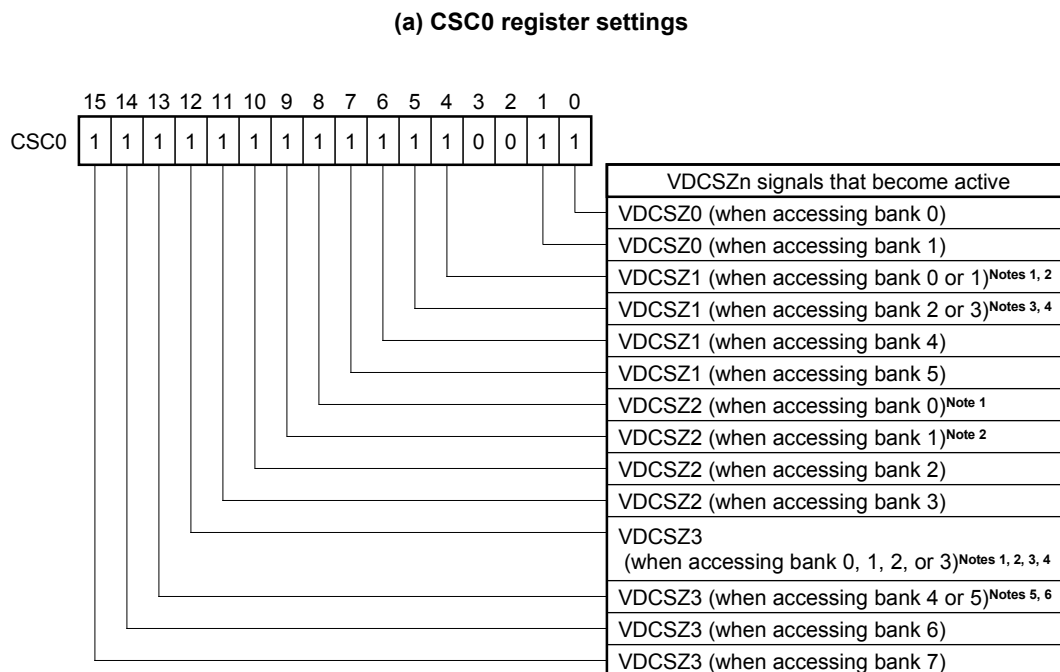 (a) CSC0 register settings
15 14 13 12 11 10 9 8 7 6 5 4 3 2 1 0
CSC0 1 1 1 1 1 1 1 1 1 1 1 1 0 0 1 1
VDCSZn signals that become active
VDCSZ0 (when accessing bank 0)
VDCSZ0 (when accessing bank 1)
VDCSZ1 (when accessing bank 0 or 1)Notes 1, 2
VDCSZ1 (when accessing bank 2 or 3)Notes 3, 4
VDCSZ1 (when accessing bank 4)
VDCSZ1 (when accessing bank 5)
VDCSZ2 (when accessing bank 0)Note 1
VDCSZ2 (when accessing bank 1)Note 2
VDCSZ2 (when accessing bank 2)
VDCSZ2 (when accessing bank 3)
VDCSZ3
(when accessing bank 0, 1, 2, or 3)Notes 1, 2, 3, 4
VDCSZ3 (when accessing bank 4 or 5)Notes 5, 6
VDCSZ3 (when accessing bank 6)
VDCSZ3 (when accessing bank 7)